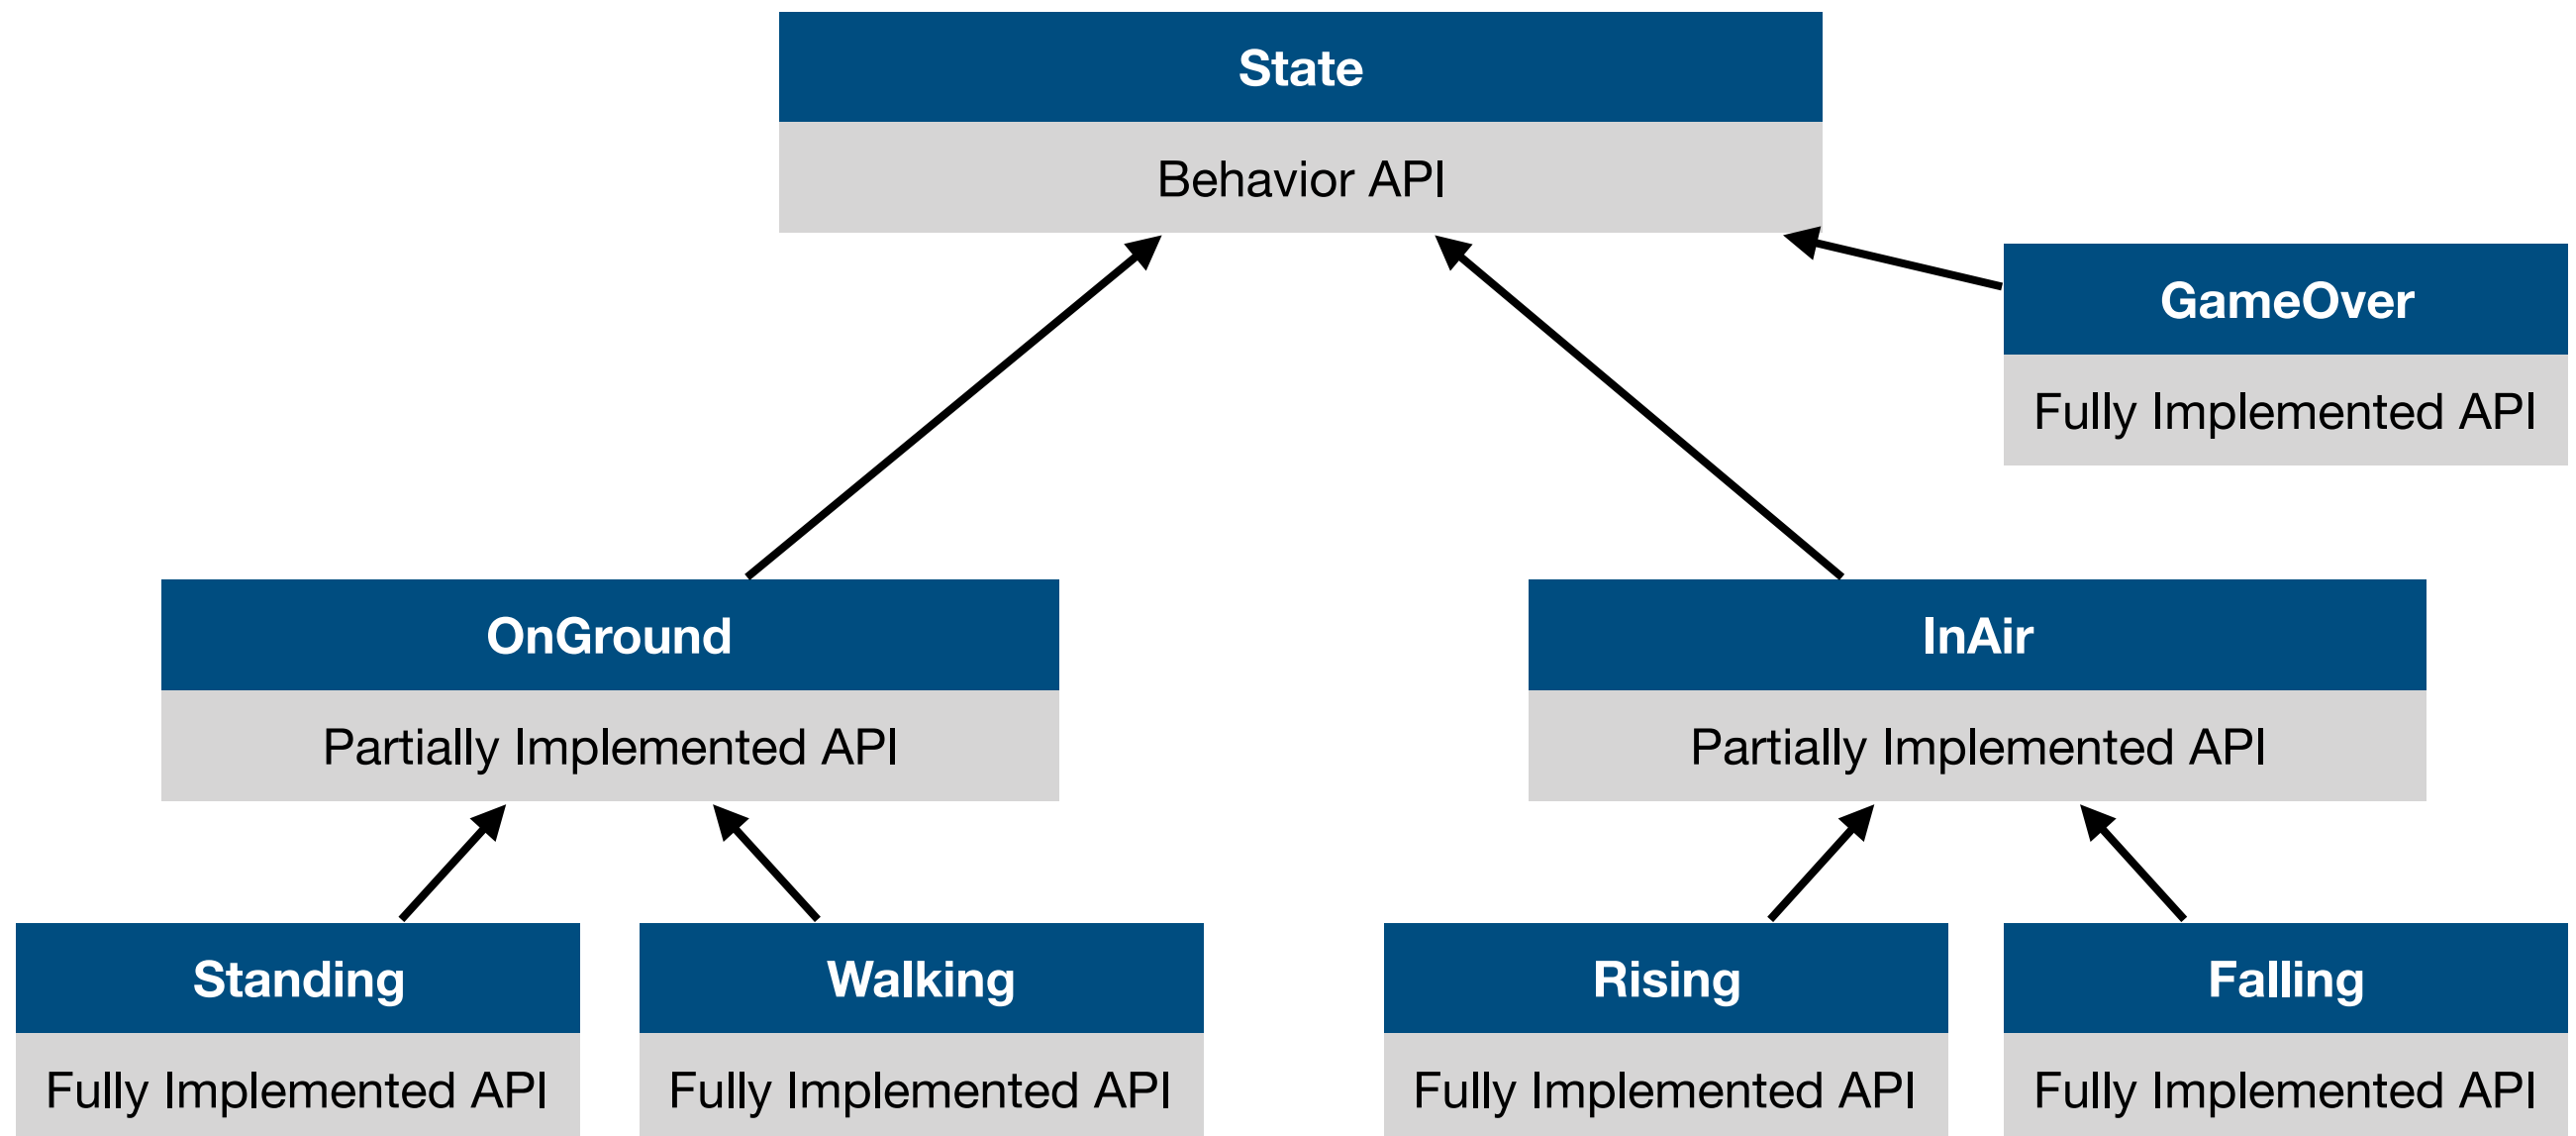 State
Behavior API
GameOver
Fully Implemented API
OnGround
Partially Implemented API
InAir
Partially Implemented API
Standing
Fully Implemented API
Walking
Fully Implemented API
Rising
Fully Implemented API
Falling
Fully Implemented API